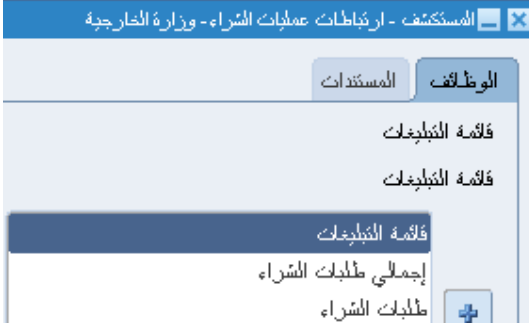 المستكشف - ارتباطات عمليات الشراء - وزارة الخارجية
الوظائف المستندات
قائمة التبليغات
قائمة التبليغات
قائمة التبليغات
إجمالي طلبات الشراء
طلبات الشراء